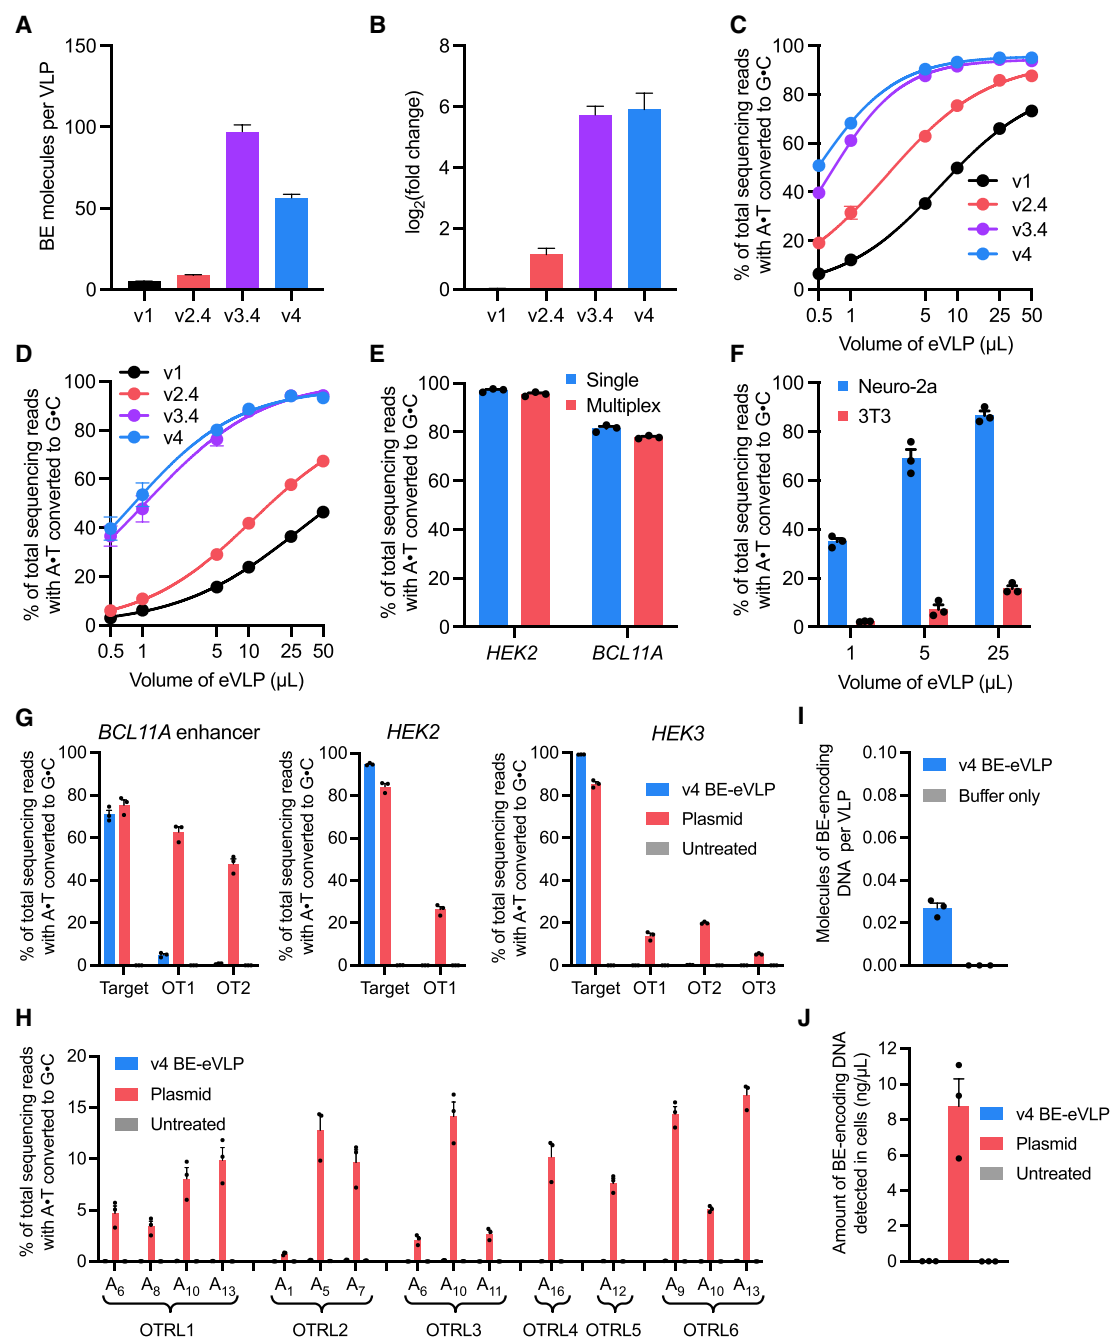 A
BE molecules per VLP
150
100
50
0
v1
v2.4
v3.4
v4
B
log2(fold change)
8
6
4
2
0
v1
v2.4
v3.4
v4
C
% of total sequencing reads
with A•T converted to G•C
100
80
60
40
20
0
v1
v2.4
v3.4
v4
0.5
1
5
10
25
50
Volume of eVLP (µL)
D
% of total sequencing reads
with A•T converted to G•C
100
80
60
40
20
0
v1
v2.4
v3.4
v4
0.5
1
5
10
25
50
Volume of eVLP (µL)
E
% of total sequencing reads
with A•T converted to G•C
100
80
60
40
20
0
Single
Multiplex
HEK2
BCL11A
F
% of total sequencing reads
with A•T converted to G•C
100
80
60
40
20
0
Neuro-2a
3T3
1
5
25
Volume of eVLP (µL)
G
BCL11A enhancer
% of total sequencing reads
with A•T converted to G•C
100
80
60
40
20
0
Target
OT1
OT2
HEK2
% of total sequencing reads
with A•T converted to G•C
100
80
60
40
20
0
Target
OT1
HEK3
% of total sequencing reads
with A•T converted to G•C
100
80
60
40
20
0
v4 BE-eVLP
Plasmid
Untreated
Target
OT1
OT2
OT3
I
Molecules of BE-encoding
DNA per VLP
0.10
0.08
0.06
0.04
0.02
0.00
v4 BE-eVLP
Buffer only
H
% of total sequencing reads
with A•T converted to G•C
20
15
10
5
0
v4 BE-eVLP
Plasmid
Untreated
A6
A8
A10
A13
A1
A5
A7
A6
A10
A11
A16
A12
A9
A10
A13
OTRL1
OTRL2
OTRL3
OTRL4
OTRL5
OTRL6
J
Amount of BE-encoding DNA
detected in cells (ng/µL)
12
10
8
6
4
2
0
v4 BE-eVLP
Plasmid
Untreated